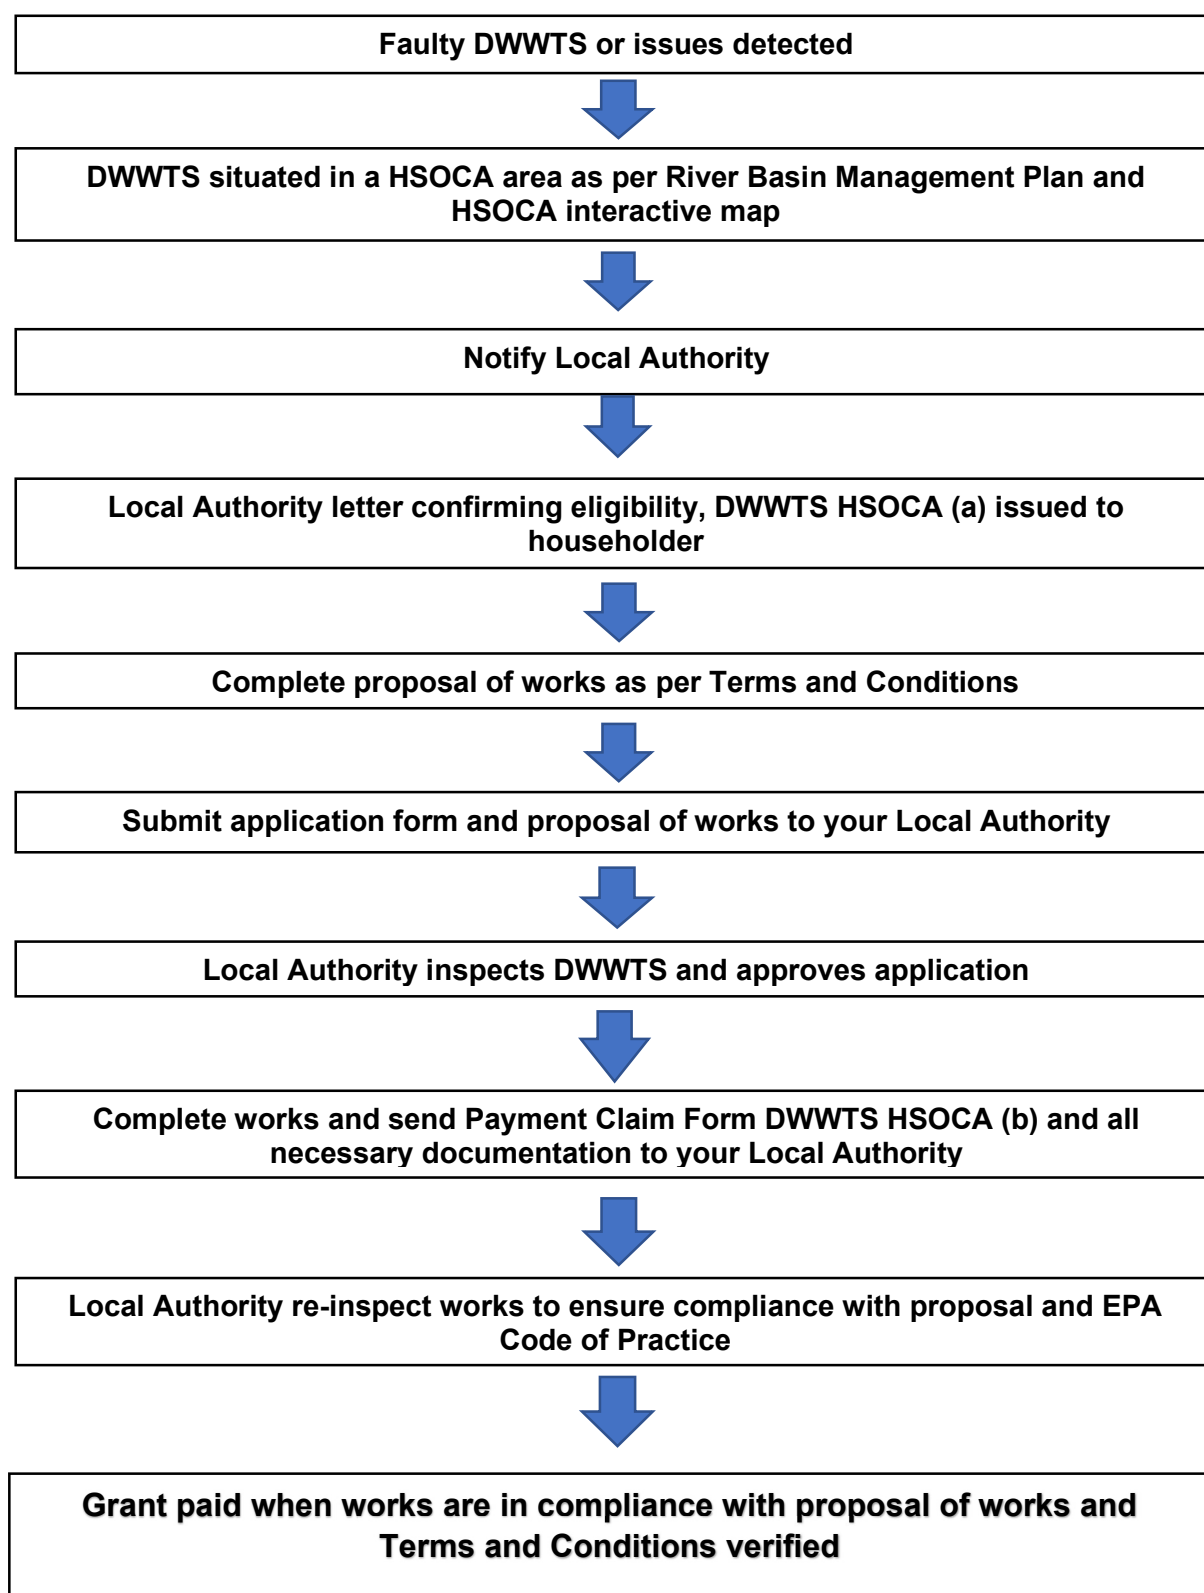 Faulty DWWTS or issues detected
DWWTS situated in a HSOCA area as per River Basin Management Plan and
HSOCA interactive map
Notify Local Authority
Local Authority letter confirming eligibility, DWWTS HSOCA (a) issued to
householder
Complete proposal of works as per Terms and Conditions
Submit application form and proposal of works to your Local Authority
Local Authority inspects DWWTS and approves application
Complete works and send Payment Claim Form DWWTS HSOCA (b) and all
necessary documentation to your Local Authority
Local Authority re-inspect works to ensure compliance with proposal and EPA
Code of Practice
Grant paid when works are in compliance with proposal of works and
Terms and Conditions verified